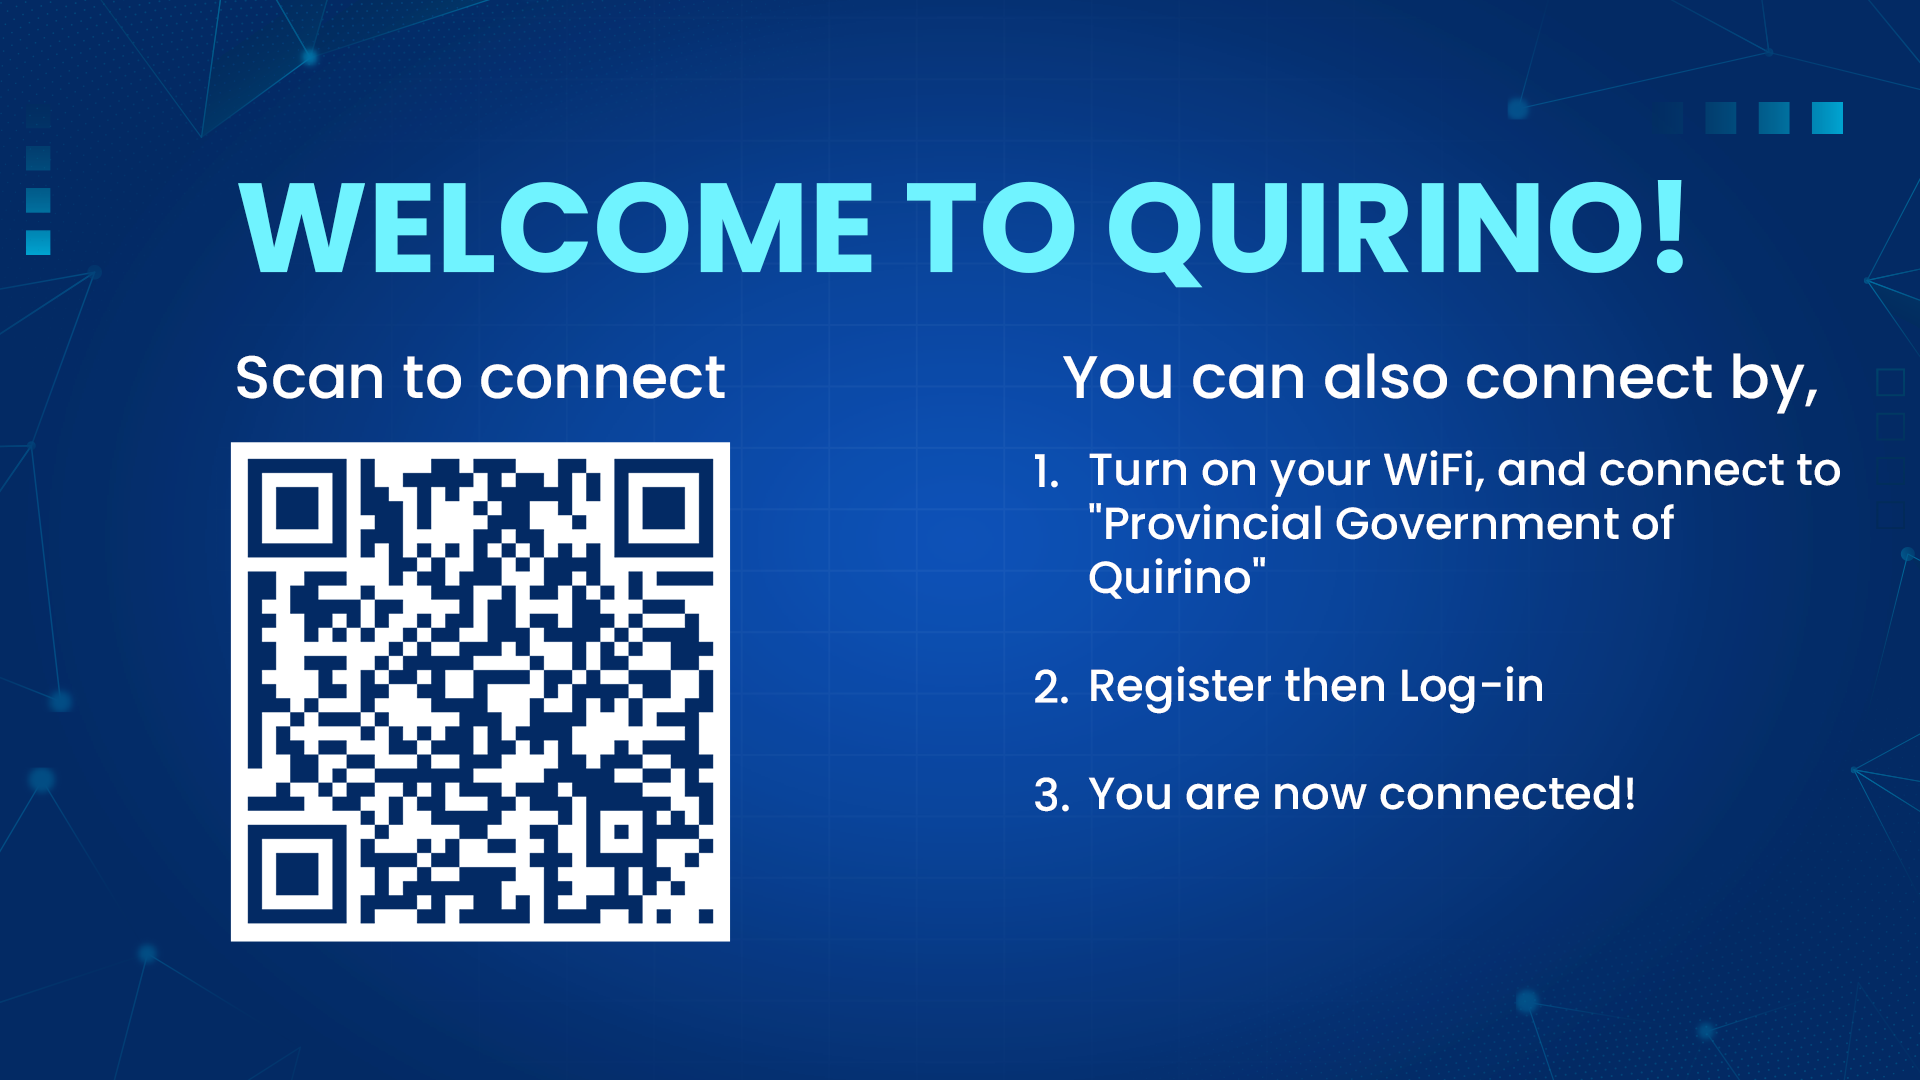 WELCOME TO QUIRINO!
Scan to connect
You can also connect by,
1. Turn on your WiFi, and connect to
"Provincial Government of
Quirino"
2. Register then Log-in
3. You are now connected!